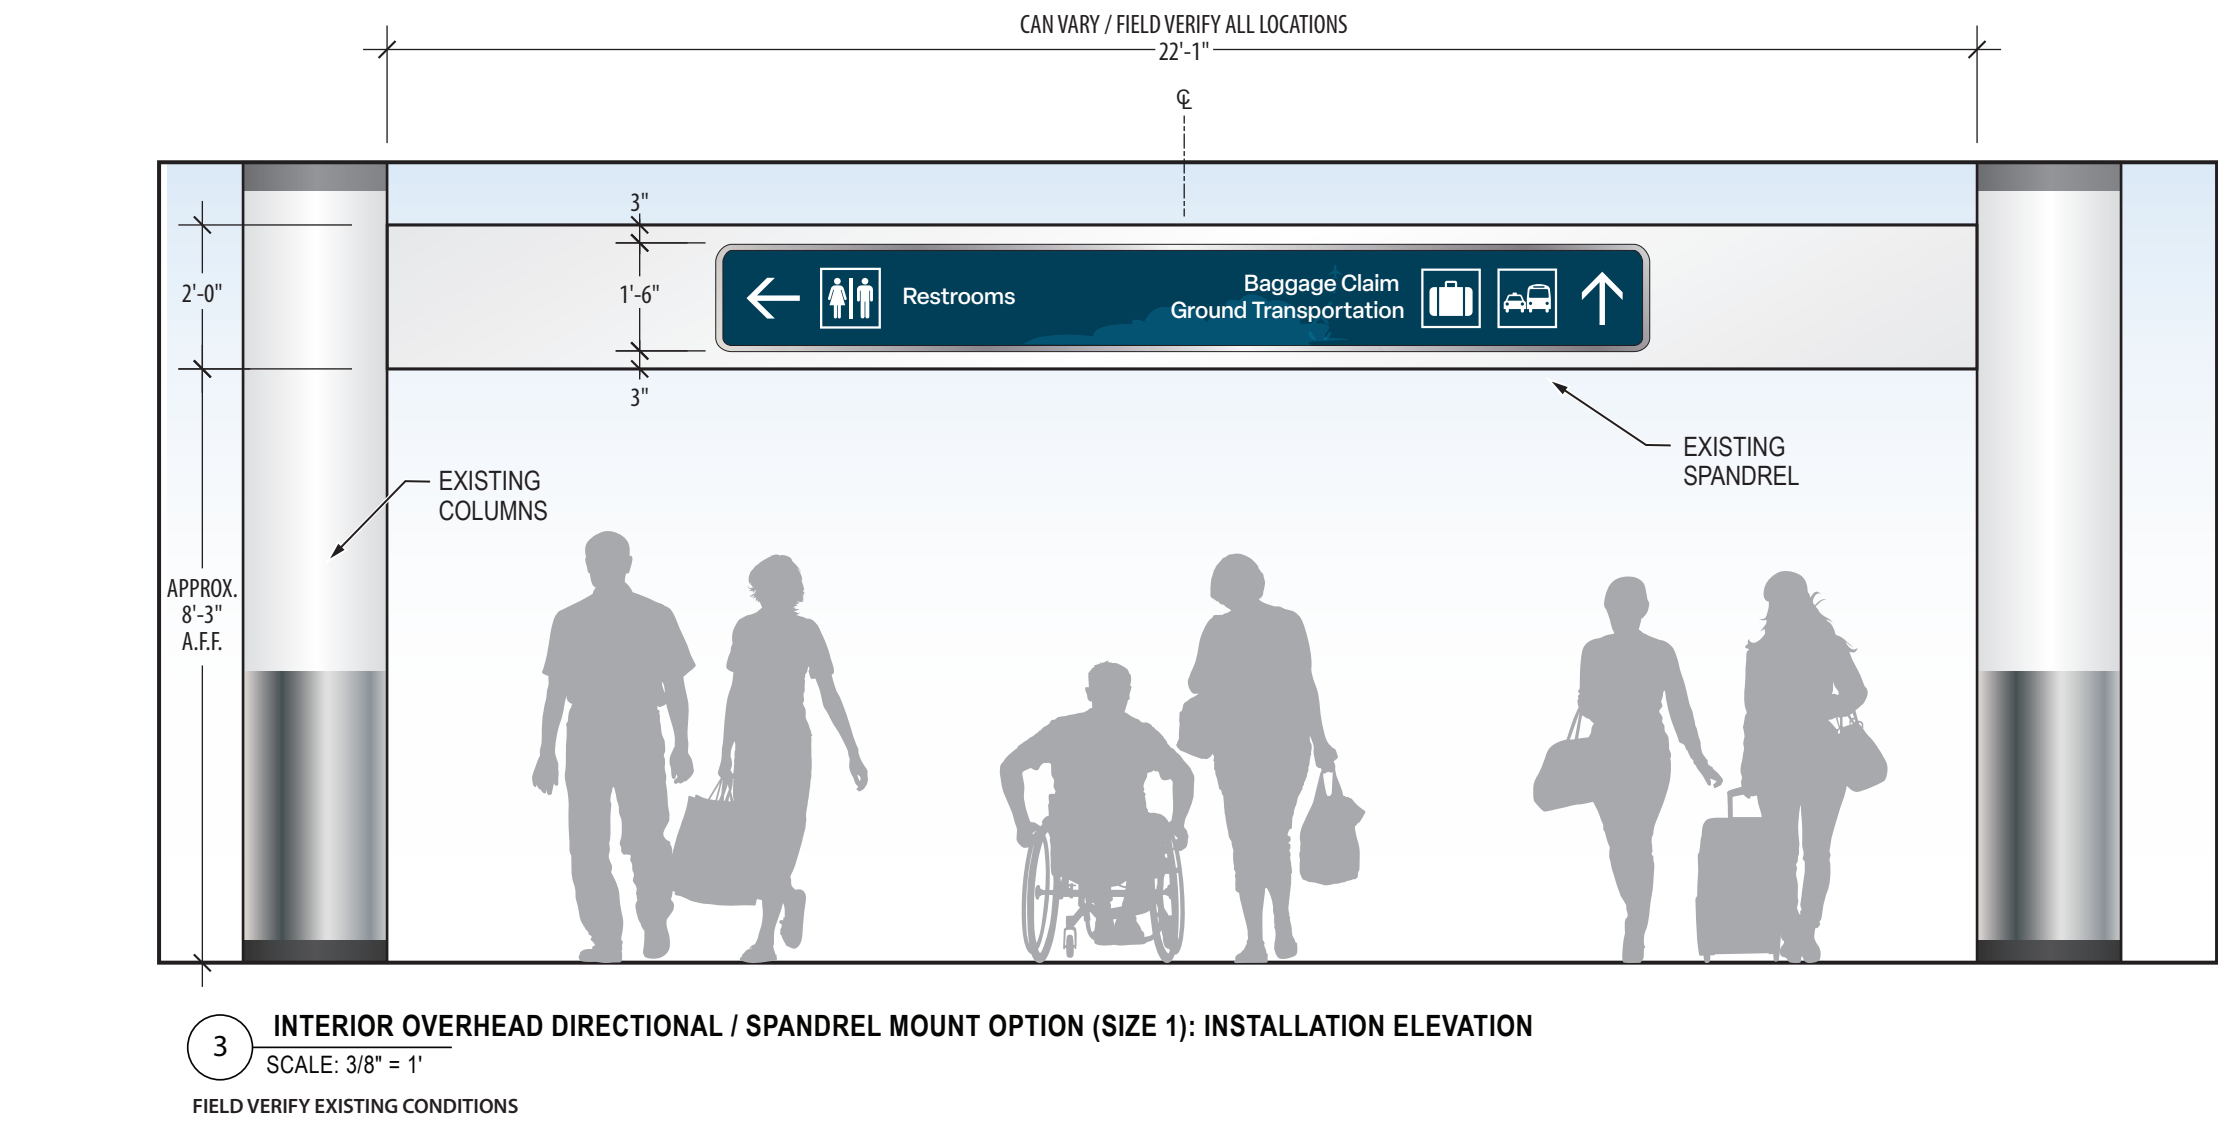 CAN VARY / FIELD VERIFY ALL LOCATIONS
22'-1"
℄
3"
2'-0"
1'-6"
3"
Restrooms
Baggage Claim
Ground Transportation
EXISTING
SPANDREL
EXISTING
COLUMNS
APPROX.
8'-3"
A.F.F.
3
INTERIOR OVERHEAD DIRECTIONAL / SPANDREL MOUNT OPTION (SIZE 1): INSTALLATION ELEVATION
SCALE: 3/8" = 1'
FIELD VERIFY EXISTING CONDITIONS